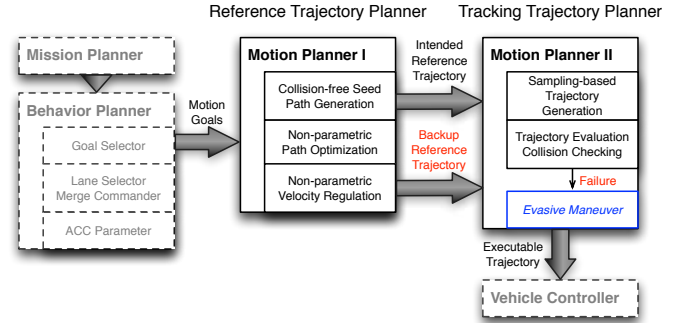 Reference Trajectory Planner
Tracking Trajectory Planner
Mission Planner
Behavior Planner
Goal Selector
Lane Selector
Merge Commander
ACC Parameter
Motion
Goals
Motion Planner I
Collision-free Seed
Path Generation
Non-parametric
Path Optimization
Non-parametric
Velocity Regulation
Intended
Reference
Trajectory
Backup
Reference
Trajectory
Motion Planner II
Sampling-based
Trajectory
Generation
Trajectory Evaluation
Collision Checking
Failure
Evasive Maneuver
Executable
Trajectory
Vehicle Controller